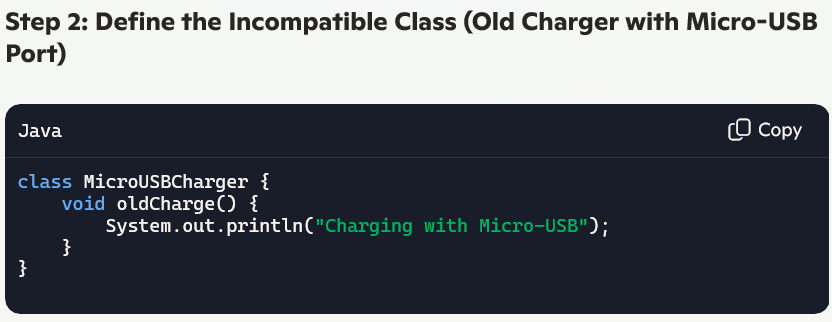 Step 2: Define the Incompatible Class (Old Charger with Micro-USB
Port)
Java
Copy
class MicroUSBCharger {
    void oldCharge() {
        System.out.println("Charging with Micro-USB");
    }
}